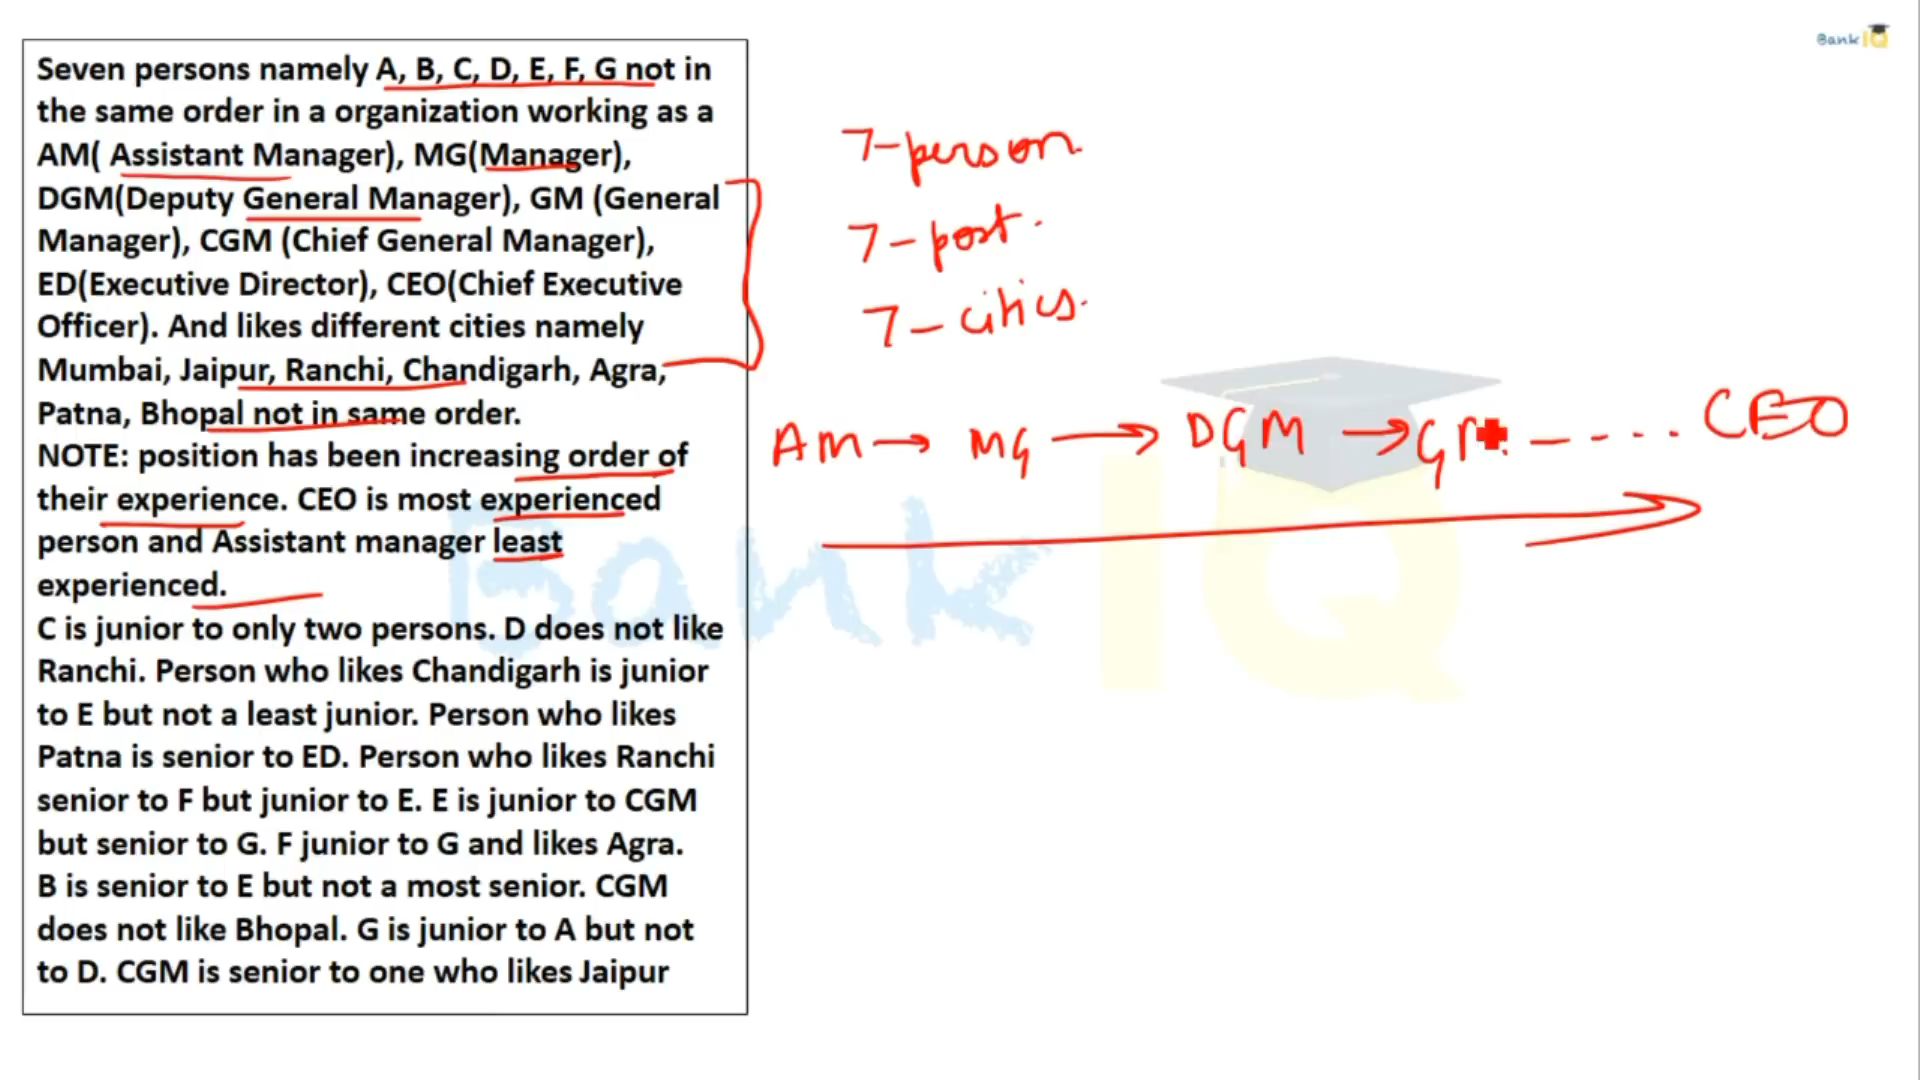 Bank IQ
Seven persons namely A, B, C, D, E, F, G not in
the same order in a organization working as a
AM( Assistant Manager), MG(Manager),
DGM(Deputy General Manager), GM (General
Manager), CGM (Chief General Manager),
ED(Executive Director), CEO(Chief Executive
Officer). And likes different cities namely
Mumbai, Jaipur, Ranchi, Chandigarh, Agra,
Patna, Bhopal not in same order.
NOTE: position has been increasing order of
their experience. CEO is most experienced
person and Assistant manager least
experienced.
C is junior to only two persons. D does not like
Ranchi. Person who likes Chandigarh is junior
to E but not a least junior. Person who likes
Patna is senior to ED. Person who likes Ranchi
senior to F but junior to E. E is junior to CGM
but senior to G. F junior to G and likes Agra.
B is senior to E but not a most senior. CGM
does not like Bhopal. G is junior to A but not
to D. CGM is senior to one who likes Jaipur
7-person.
7-post.
7-cities.
AM → MG → DGM → GM ----.. CEO
Bank IQ